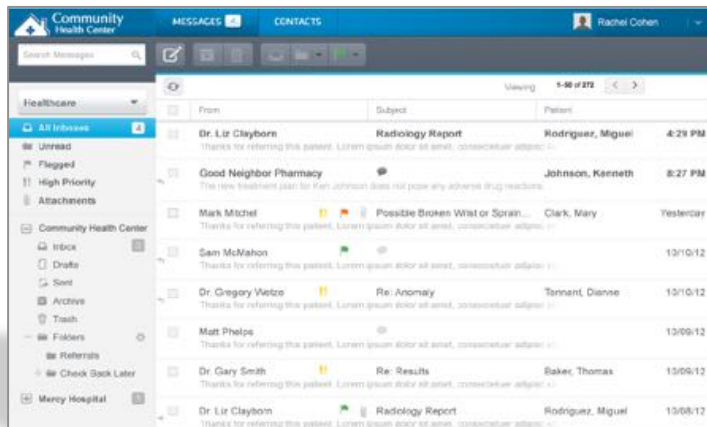 Community
Health Center
MESSAGES 4
CONTACTS
Rachel Cohen
Search Messages
Viewing 1-50 of 272
Healthcare
From Subject Patient
All Inboxes 4
Unread
Flagged
High Priority
Attachments
Community Health Center
Inbox
Drafts
Sent
Archive
Trash
Folders
Referrals
Check Back Later
Mercy Hospital
Dr. Liz Clayborn Radiology Report Rodriguez, Miguel 4:29 PM
Thanks for referring this patient. Lorem ipsum dolor sit amet, consectetuer adipisc
Good Neighbor Pharmacy Johnson, Kenneth 8:27 PM
The new treatment plan for Ken Johnson does not pose any adverse drug reactions.
Mark Mitchel Possible Broken Wrist or Sprain... Clark, Mary Yesterday
Thanks for referring this patient. Lorem ipsum dolor sit amet, consectetuer adipisc
Sam McMahon 10/10/12
Thanks for referring this patient. Lorem ipsum dolor sit amet, consectetuer adipisc
Dr. Gregory Re: Anomaly Tennant, Dianne 10/10/12
Thanks for referring this patient. Lorem ipsum dolor sit amet, consectetuer adipisc
Matt Phelps 10/09/12
Thanks for referring this patient. Lorem ipsum dolor sit amet, consectetuer adipisc
Dr. Gary Smith Re: Results Baker, Thomas 10/09/12
Thanks for referring this patient. Lorem ipsum dolor sit amet, consectetuer adipisc
Dr. Liz Clayborn Radiology Report Rodriguez, Miguel 10/08/12
Thanks for referring this patient. Lorem ipsum dolor sit amet, consectetuer adipisc